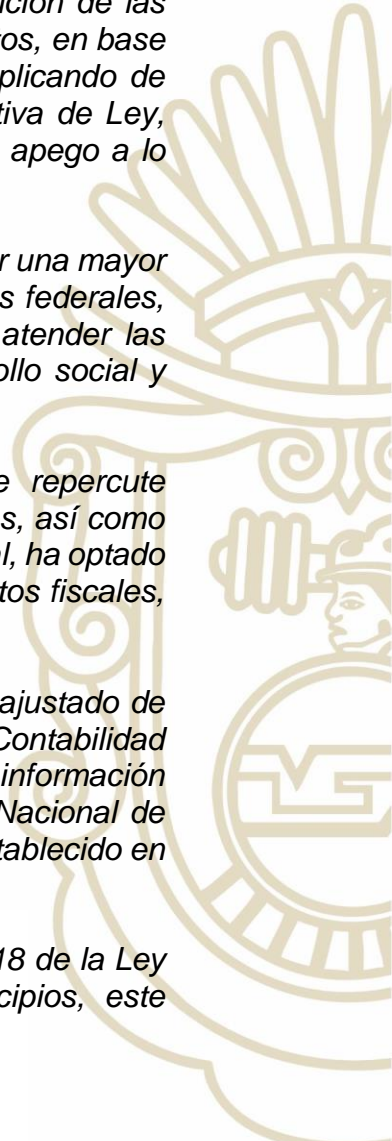 ción de las
tos, en base
plicando de
tiva de Ley,
apego a lo
r una mayor
s federales,
atender las
ollo social y
e repercute
s, así como
l, ha optado
tos fiscales,
ajustado de
Contabilidad
información
Nacional de
tablecido en
18 de la Ley
cipios, este